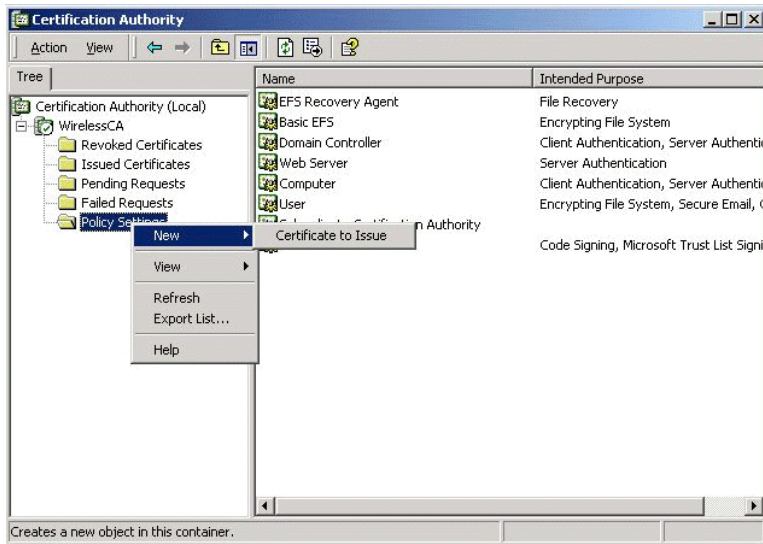 Certification Authority
Action View
Tree
Name Intended Purpose
Certification Authority (Local)
WirelessCA
Revoked Certificates
Issued Certificates
Pending Requests
Failed Requests
Policy Settings
EFS Recovery Agent File Recovery
Basic EFS Encrypting File System
Domain Controller Client Authentication, Server Authenti
Web Server Server Authentication
Computer Client Authentication, Server Authenti
User Encrypting File System, Secure Email,
Authority
Code Signing, Microsoft Trust List Signi
New
Certificate to Issue
View
Refresh
Export List...
Help
Creates a new object in this container.